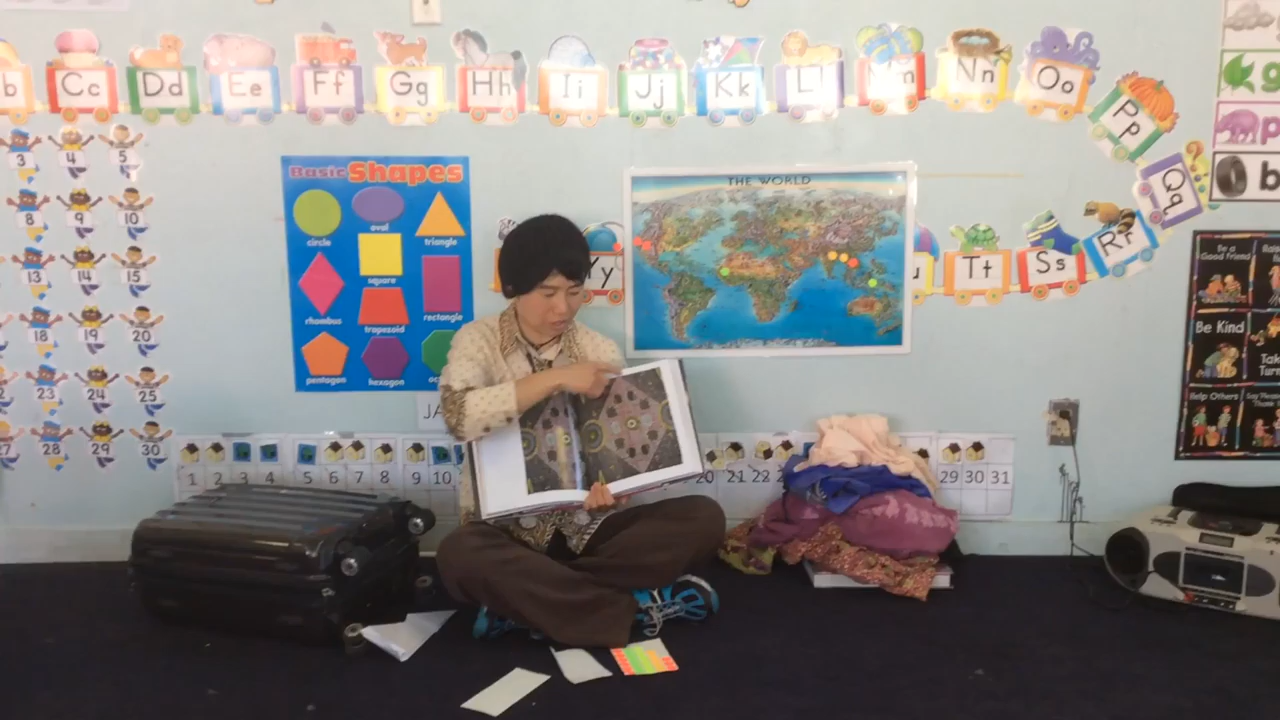 b Cc Dd Ee Ff Gg Hh Ii Jj Kk Ll Nn Oo
Pp
Qq
Rr
Ss
Tt
Yy
3 4 5
8 9 10
13 14 15
18 19 20
23 24 25
28 29 30
Basic Shapes
circle
oval
triangle
square
rhombus
trapezoid
rectangle
pentagon
hexagon
THE WORLD
JA
1 2 3 4 5 6 7 8 9 10
20 21 22 29 30 31
g
p
b
Be a
Good Friend
Be Kind
Take
Turn
Help Others